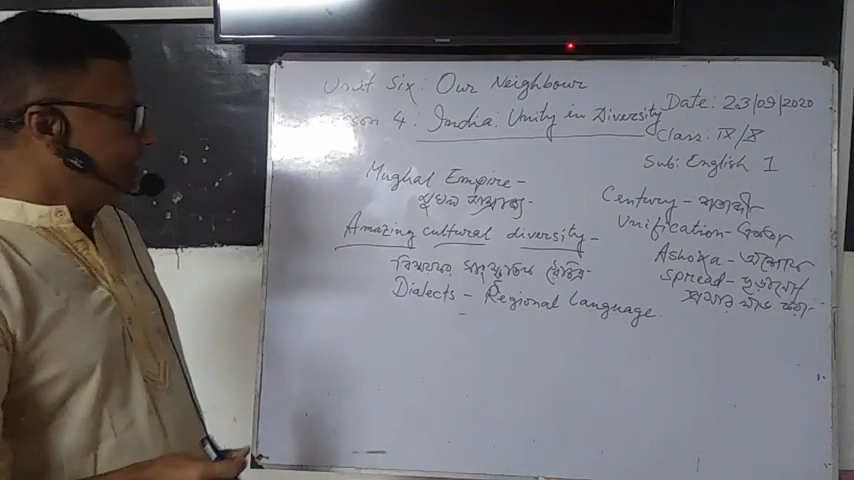 Unit Six: Our Neighbour
Lesson 4: India: Unity in Diversity
Date: 23/09/2020
Class: IX/X
Sub: English 1
Mughal Empire-
মুঘল সাম্রাজ্য-
Amazing cultural diversity-
বিস্ময়কর সাংস্কৃতিক বৈচিত্র-
Dialects - Regional language
Century - শতাব্দী
Unification-
Ashoka - অশোক
Spread - ছড়ানো